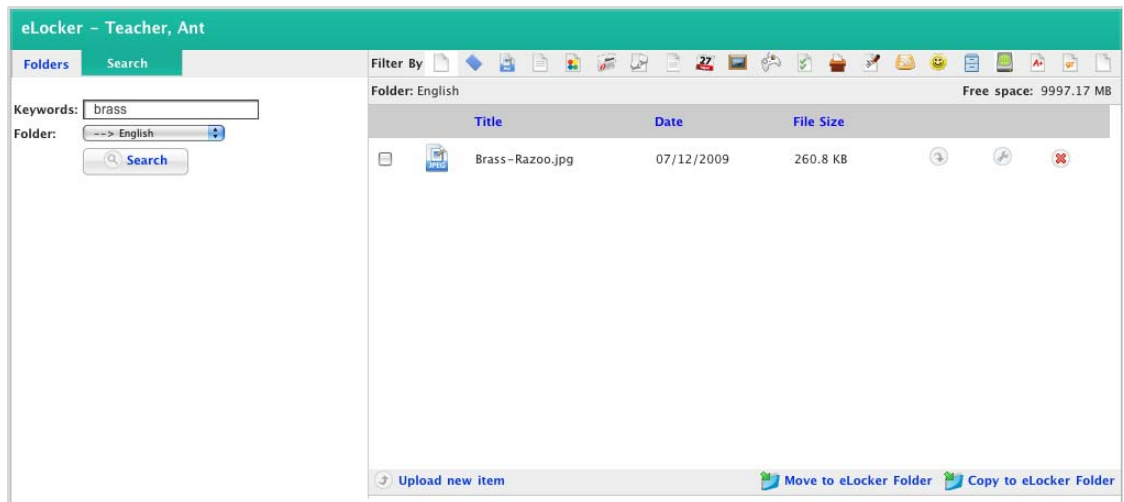 eLocker – Teacher, Ant
Folders Search
Keywords: brass
Folder: --> English
Search
Filter By 27 A+
Folder: English Free space: 9997.17 MB
Title Date File Size
JPEG Brass-Razoo.jpg 07/12/2009 260.8 KB
Upload new item Move to eLocker Folder Copy to eLocker Folder